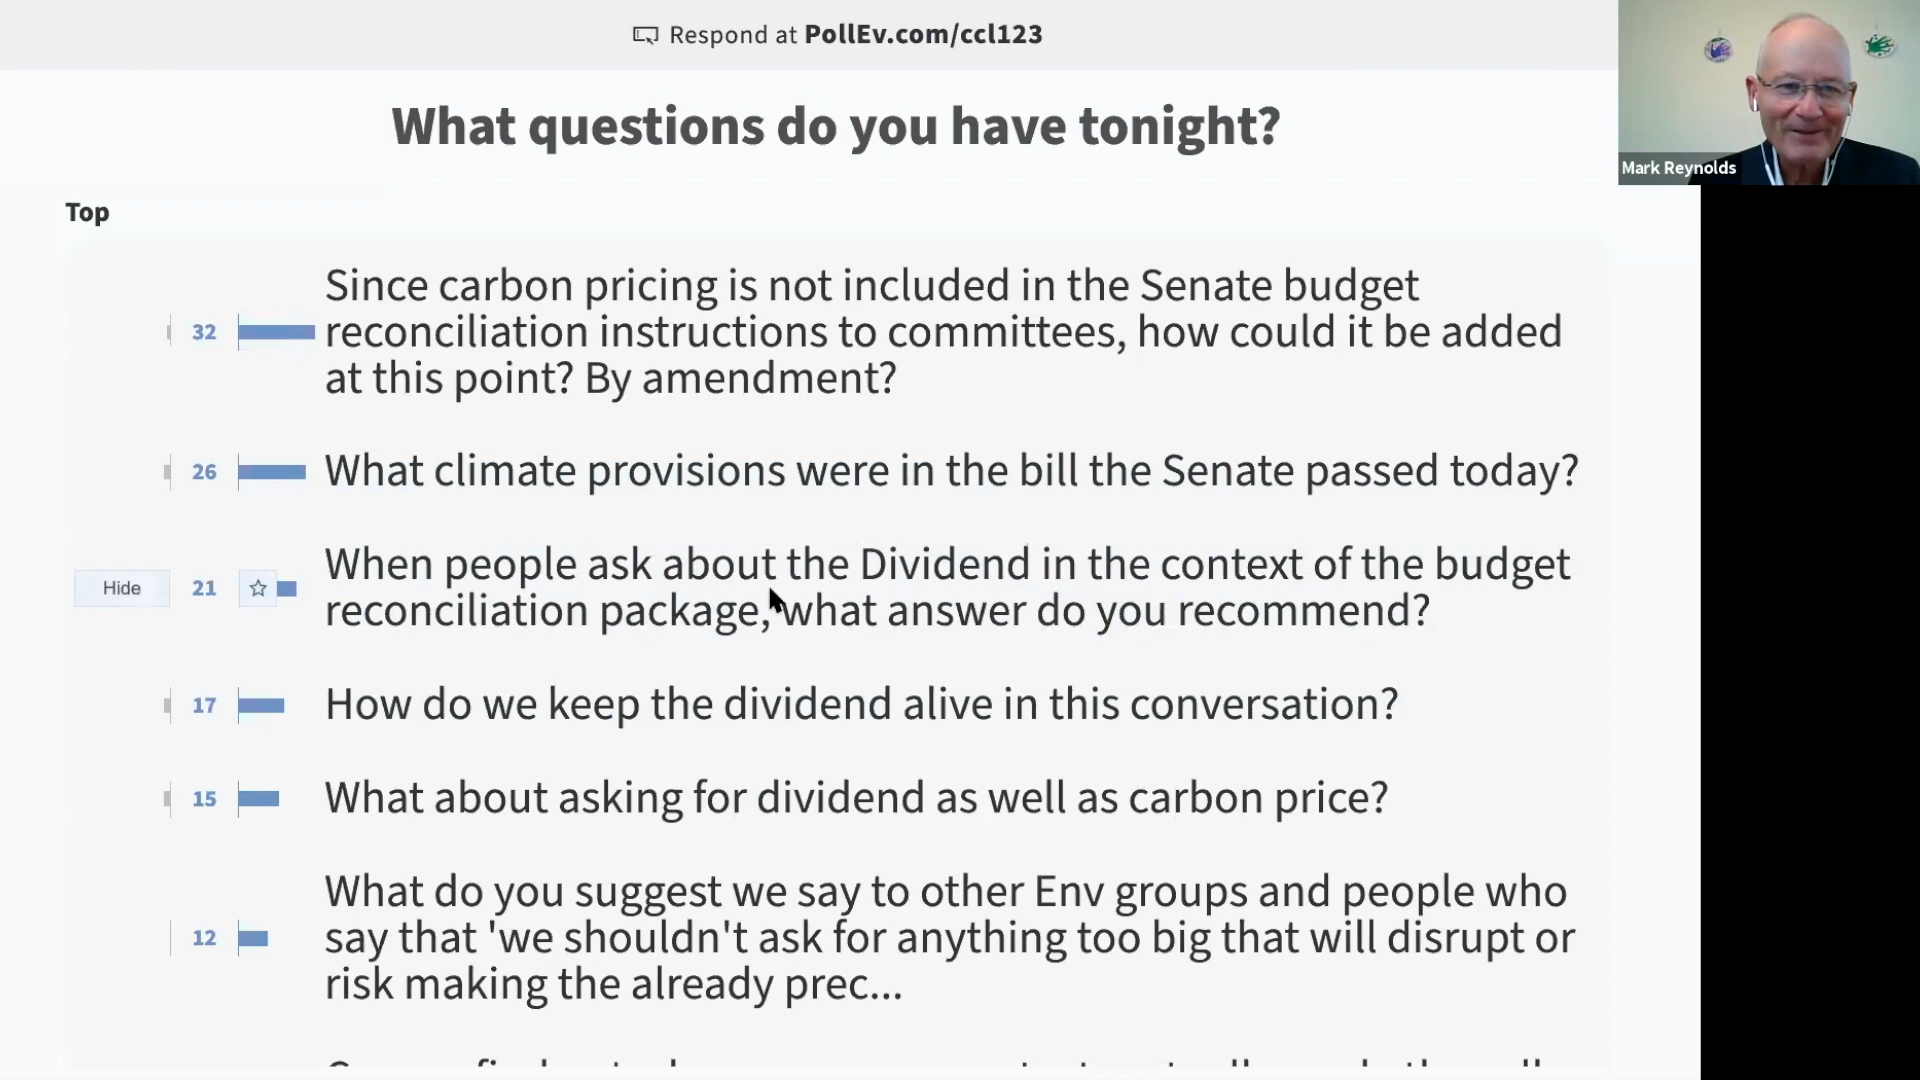 Respond at PollEv.com/ccl123
What questions do you have tonight?
Mark Reynolds
Top
32
Since carbon pricing is not included in the Senate budget
reconciliation instructions to committees, how could it be added
at this point? By amendment?
26
What climate provisions were in the bill the Senate passed today?
Hide
21
When people ask about the Dividend in the context of the budget
reconciliation package, what answer do you recommend?
17
How do we keep the dividend alive in this conversation?
15
What about asking for dividend as well as carbon price?
12
What do you suggest we say to other Env groups and people who
say that 'we shouldn't ask for anything too big that will disrupt or
risk making the already prec...